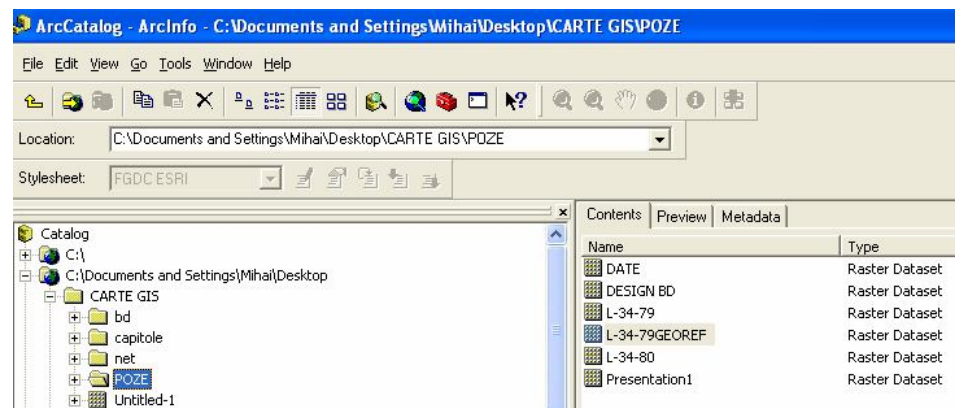 ArcCatalog - ArcInfo - C:\Documents and Settings\Mihai\Desktop\CARTE GIS\POZE
File Edit View Go Tools Window Help
Location: C:\Documents and Settings\Mihai\Desktop\CARTE GIS\POZE
Stylesheet: FGDC ESRI
Contents Preview Metadata
Catalog
C:\
C:\Documents and Settings\Mihai\Desktop
CARTE GIS
bd
capitole
net
POZE
Untitled-1
Name Type
DATE Raster Dataset
DESIGN BD Raster Dataset
L-34-79 Raster Dataset
L-34-79GEOREF Raster Dataset
L-34-80 Raster Dataset
Presentation1 Raster Dataset